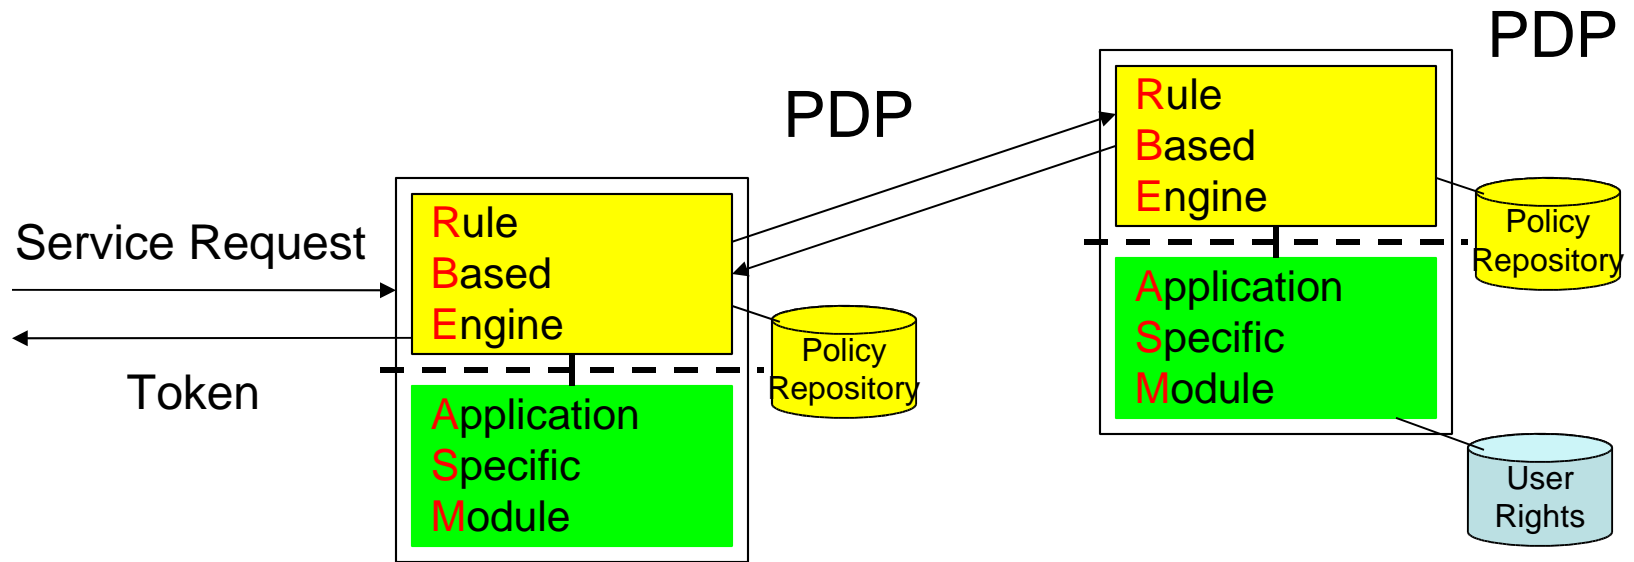 PDP
PDP
Service Request
Token
Rule
Based
Engine
Application
Specific
Module
Policy
Repository
Rule
Based
Engine
Application
Specific
Module
Policy
Repository
User
Rights